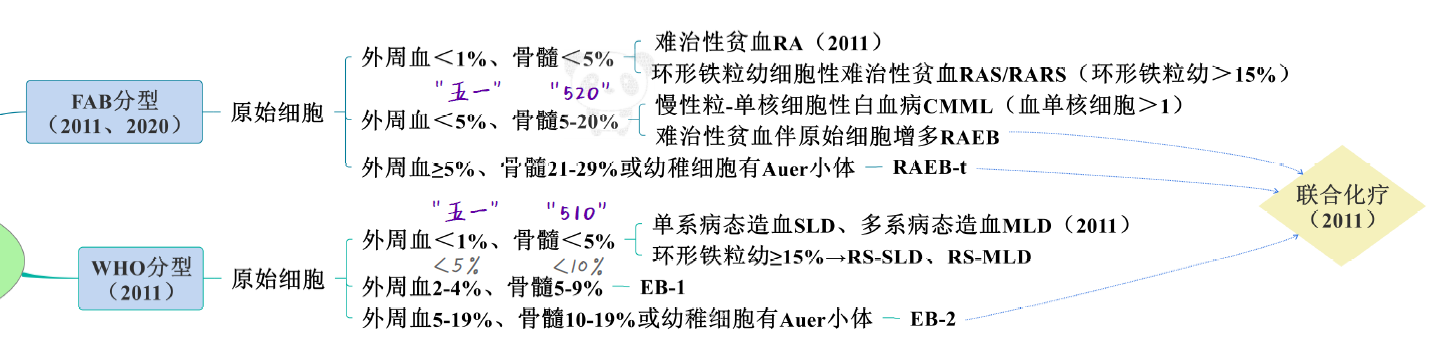 FAB分型
（2011、2020）
原始细胞
外周血＜1%、骨髓＜5%
难治性贫血RA（2011）
环形铁粒幼细胞性难治性贫血RAS/RARS（环形铁粒幼＞15%）
"五一" "520"
外周血＜5%、骨髓5-20%
慢性粒-单核细胞性白血病CMML（血单核细胞＞1）
难治性贫血伴原始细胞增多RAEB
外周血≥5%、骨髓21-29%或幼稚细胞有Auer小体
RAEB-t
WHO分型
（2011）
原始细胞
"五一" "510"
外周血＜1%、骨髓＜5%
单系病态造血SLD、多系病态造血MLD（2011）
环形铁粒幼≥15%→RS-SLD、RS-MLD
<5% <10%
外周血2-4%、骨髓5-9%
EB-1
外周血5-19%、骨髓10-19%或幼稚细胞有Auer小体
EB-2
联合化疗
（2011）